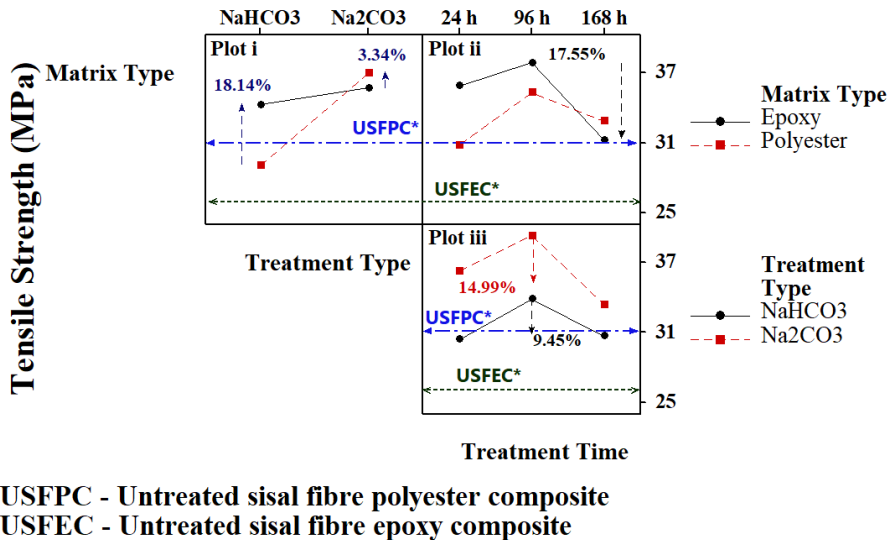 NaHCO3 Na2CO3 24 h 96 h 168 h
Plot i 3.34% Plot ii 17.55%
Matrix Type 18.14% 37
Matrix Type
Epoxy
USFPC* 31 Polyester
USFEC* 25
Tensile Strength (MPa)
Plot iii
Treatment Type 37 Treatment
Type
14.99% NaHCO3
USFPC* 31 Na2CO3
9.45%
USFEC* 25
Treatment Time
USFPC - Untreated sisal fibre polyester composite
USFEC - Untreated sisal fibre epoxy composite